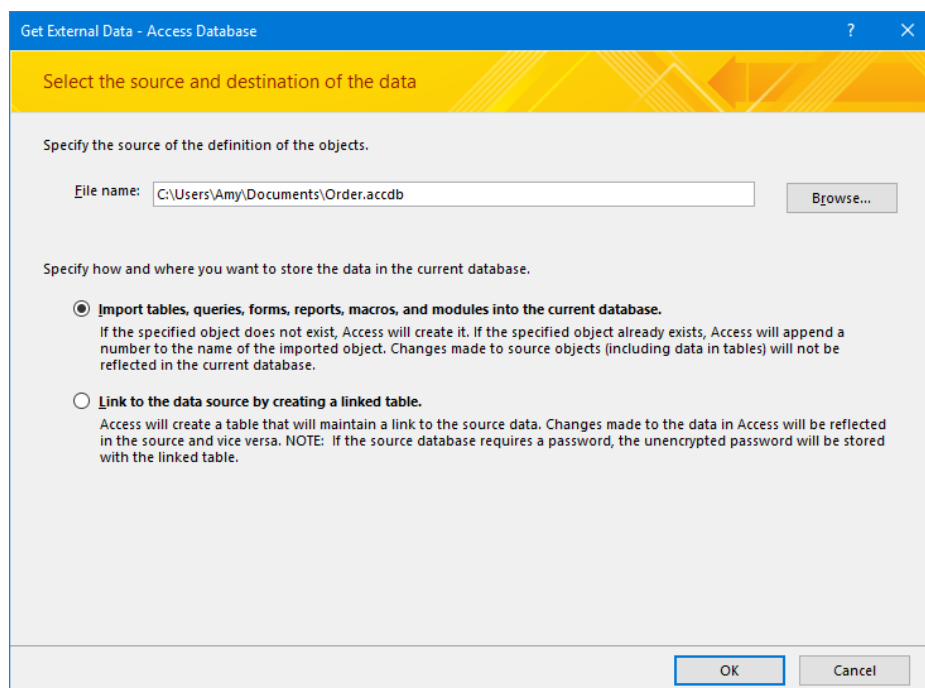 Get External Data - Access Database
?
Select the source and destination of the data
Specify the source of the definition of the objects.
File name: C:\Users\Amy\Documents\Order.accdb Browse...
Specify how and where you want to store the data in the current database.
Import tables, queries, forms, reports, macros, and modules into the current database.
If the specified object does not exist, Access will create it. If the specified object already exists, Access will append a
number to the name of the imported object. Changes made to source objects (including data in tables) will not be
reflected in the current database.
Link to the data source by creating a linked table.
Access will create a table that will maintain a link to the source data. Changes made to the data in Access will be reflected
in the source and vice versa. NOTE:  If the source database requires a password, the unencrypted password will be stored
with the linked table.
OK Cancel